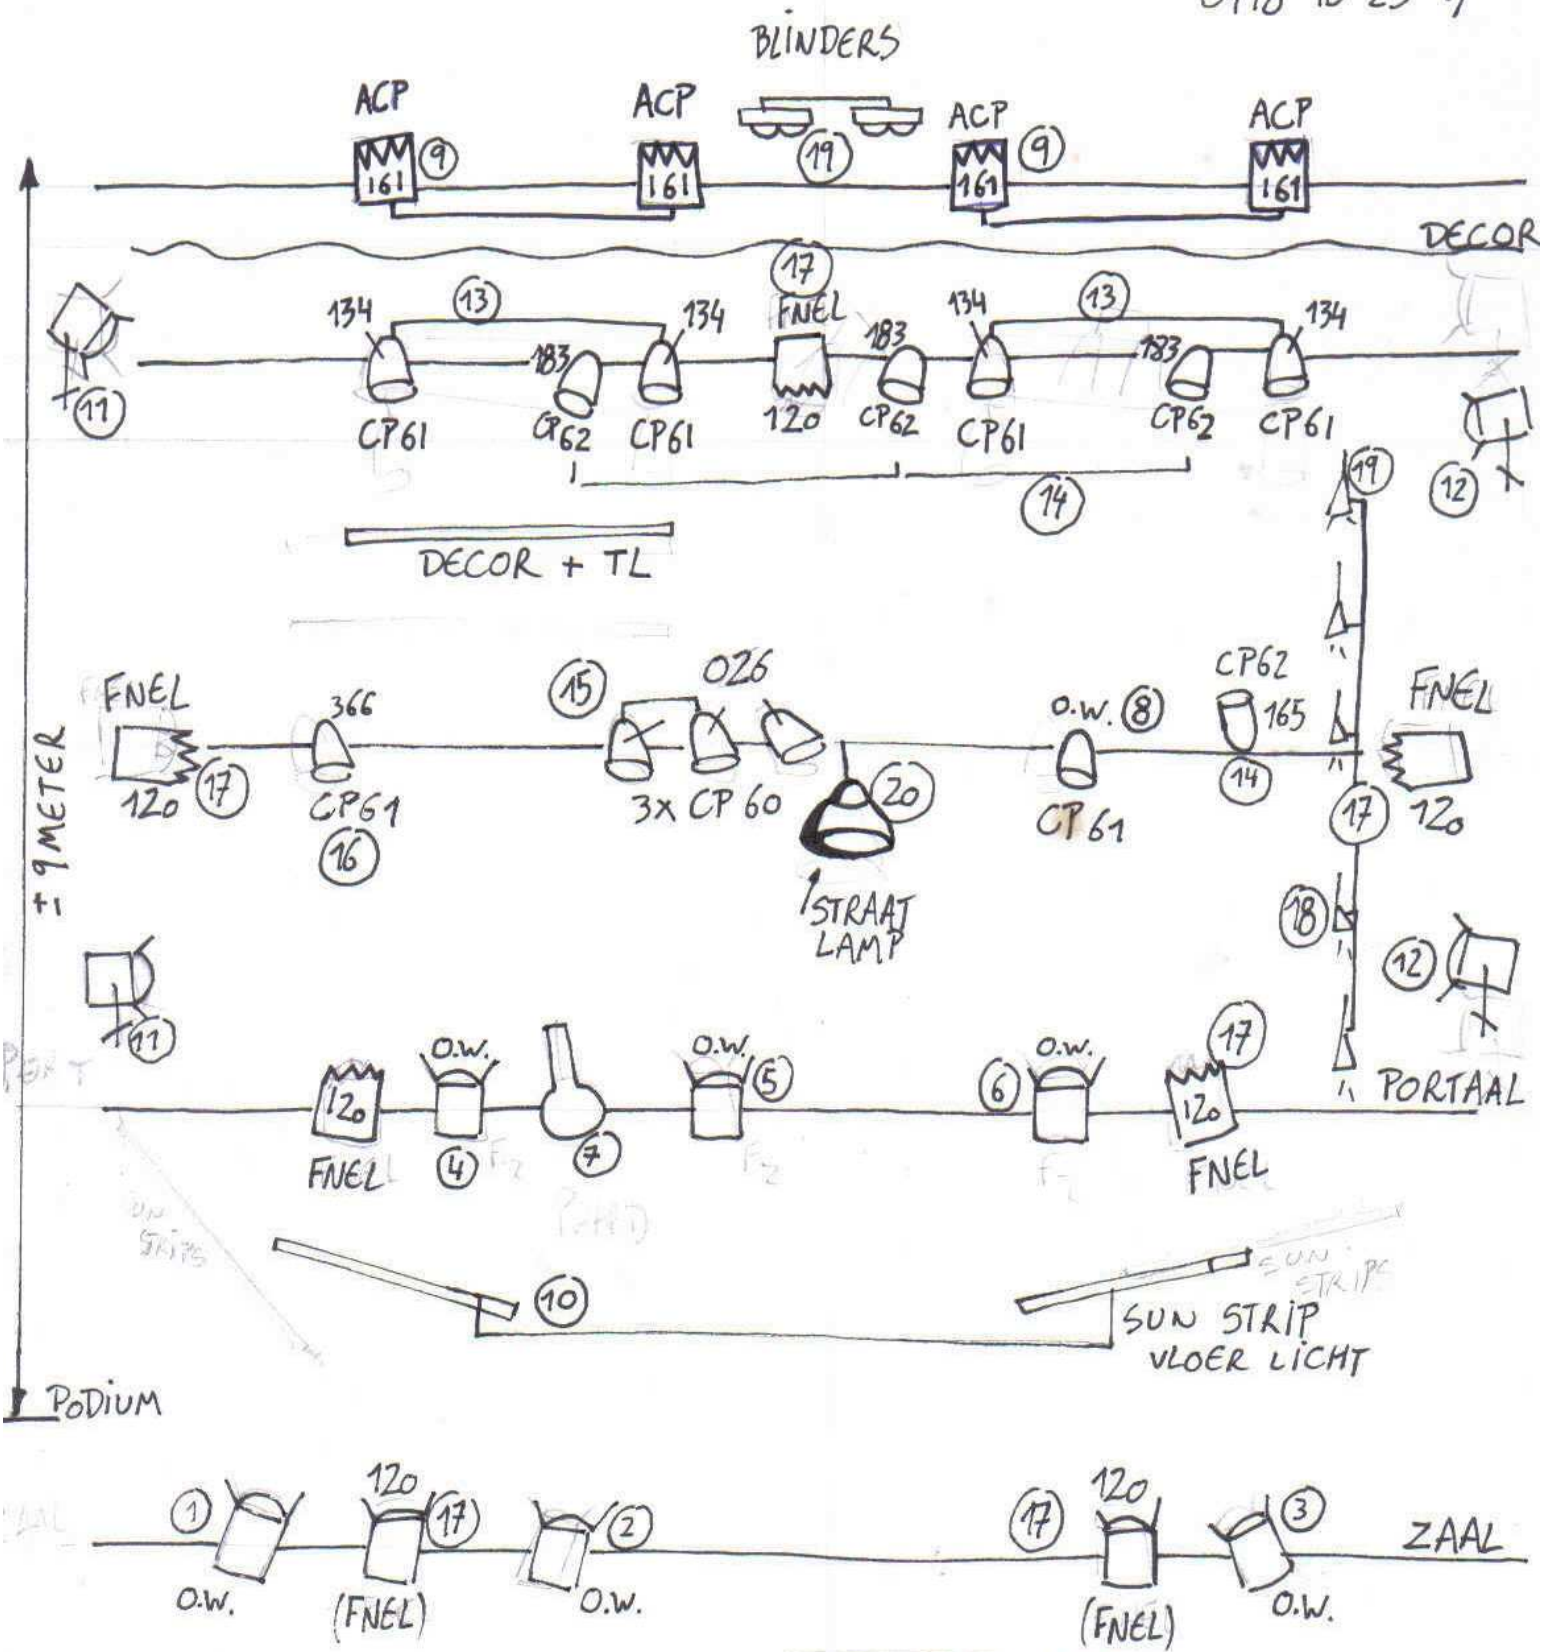 BLINDERS
ACP ACP ACP ACP
161 9 161 19 161 9 161
DECOR
17
134 13 134 FNEL 134 13 134
183 183 183
11 CP61 CP62 CP61 120 CP62 CP61 CP62 CP61
19
14 12
DECOR + TL
FNEL 366 15 026 O.W. 8 CP62 165 FNEL
120 17 CP61 3x CP 60 20 CP61 14 17 120
16
± 9 METER
STRAAT
LAMP
18 12
11
O.W. O.W. 5 6 O.W. 17
PORTAAL
120 120
FNEL 4 7 FNEL
SUN
STRIPS
10
SUN STRIP
VLOER LICHT
PODIUM
1 120 17 2 17 120 3
ZAAL
O.W. (FNEL) O.W. (FNEL) O.W.